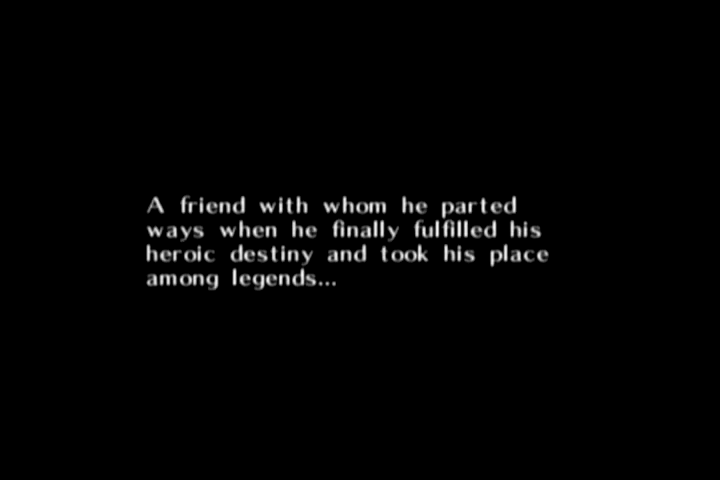 A friend with whom he parted
ways when he finally fulfilled his
heroic destiny and took his place
among legends...